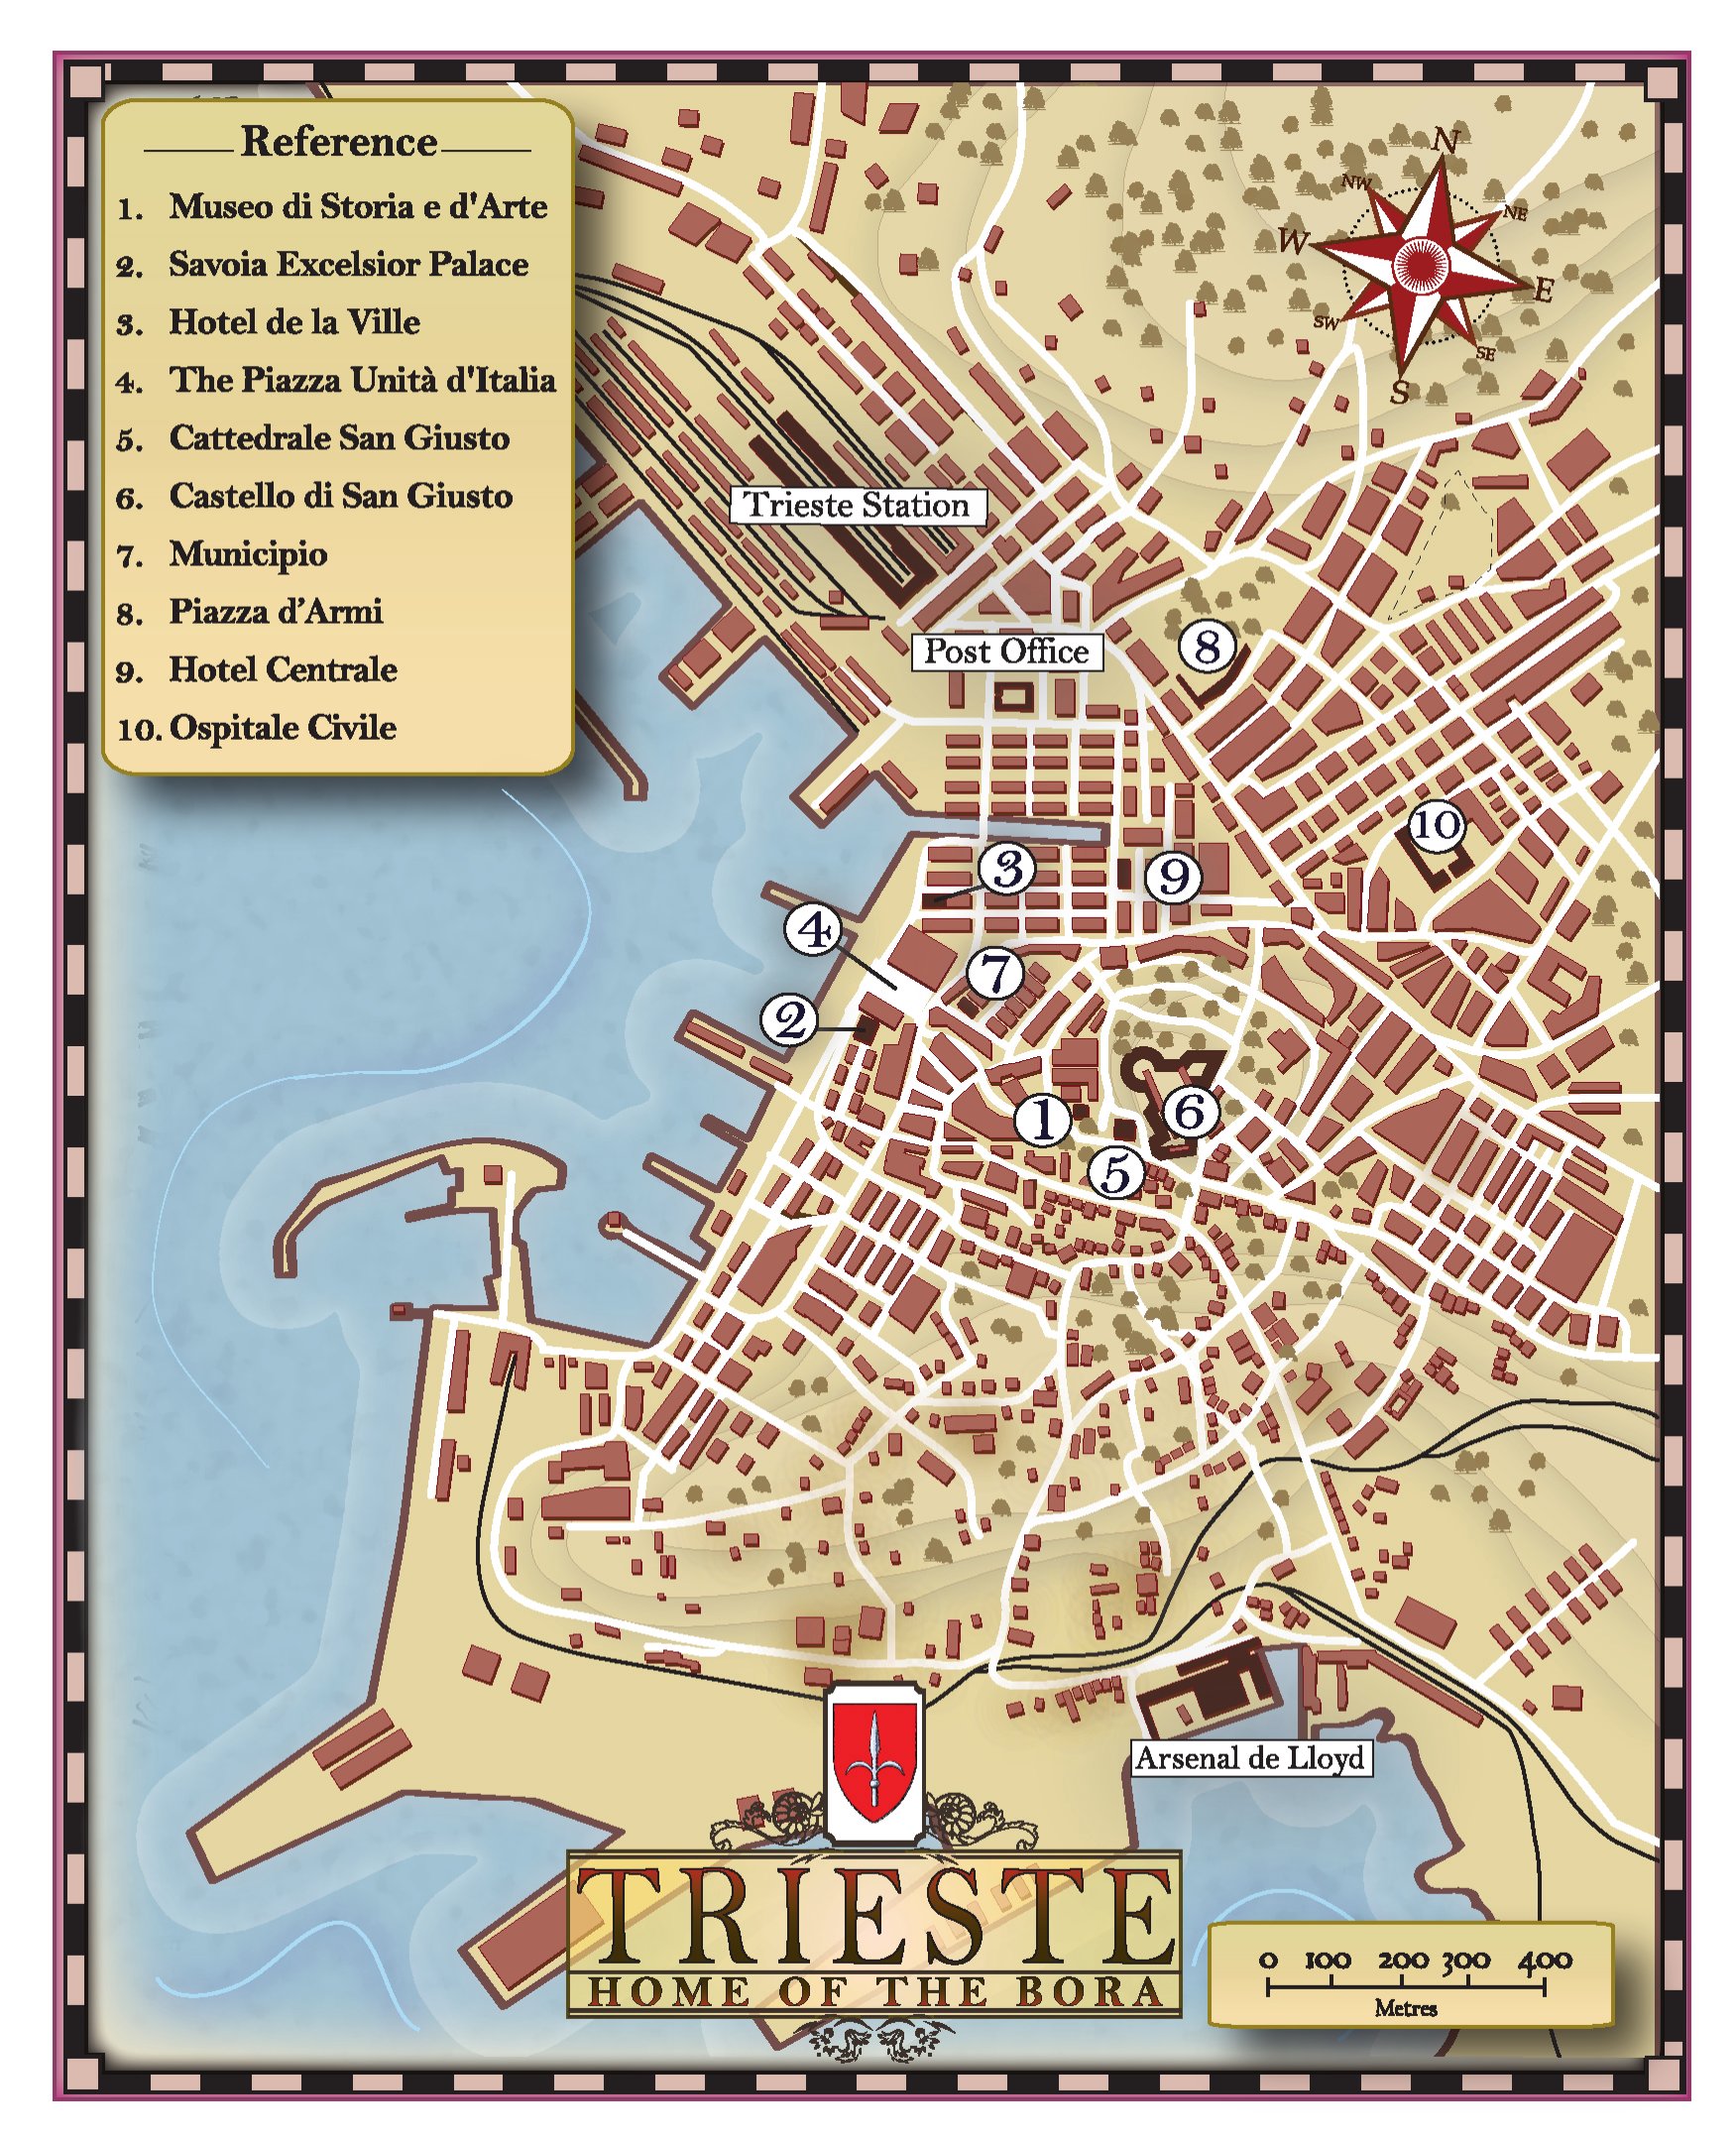 Reference
1. Museo di Storia e d'Arte
2. Savoia Excelsior Palace
3. Hotel de la Ville
4. The Piazza Unità d'Italia
5. Cattedrale San Giusto
6. Castello di San Giusto
7. Municipio
8. Piazza d’Armi
9. Hotel Centrale
10. Ospitale Civile
N
NW
NE
W
E
SW
SE
S
Trieste Station
Post Office
8
10
3
9
4
7
2
1
6
5
Arsenal de Lloyd
TRIESTE
HOME OF THE BORA
0 100 200 300 400
Metres